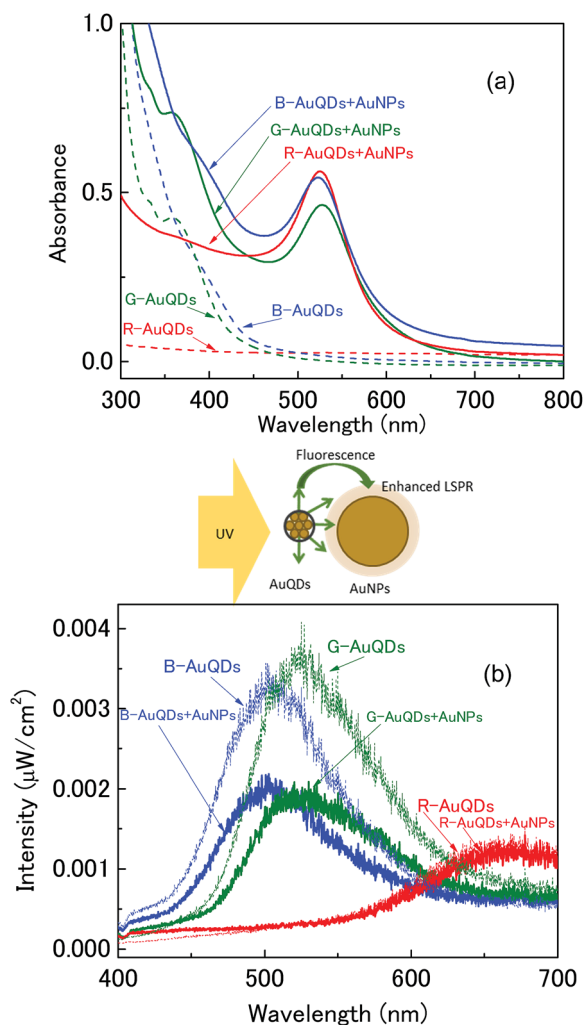 1.0
(a)
B-AuQDs+AuNPs
G-AuQDs+AuNPs
R-AuQDs+AuNPs
0.5
Absorbance
G-AuQDs
B-AuQDs
R-AuQDs
0.0
300 400 500 600 700 800
Wavelength (nm)
Fluorescence
Enhanced LSPR
UV
AuQDs
AuNPs
0.004
G-AuQDs
B-AuQDs
(b)
B-AuQDs+AuNPs
G-AuQDs+AuNPs
0.003
0.002
R-AuQDs
R-AuQDs+AuNPs
0.001
0.000
Intensity (μW/cm²)
400 500 600 700
Wavelength (nm)